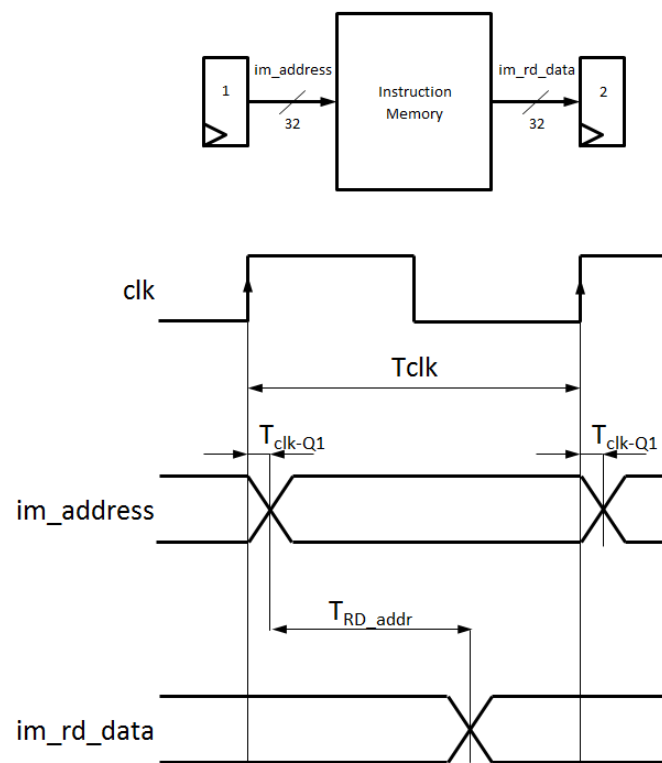 im_address
im_rd_data
1
Instruction
Memory
2
32
32
clk
Tclk
Tclk-Q1
Tclk-Q1
im_address
TRD_addr
im_rd_data